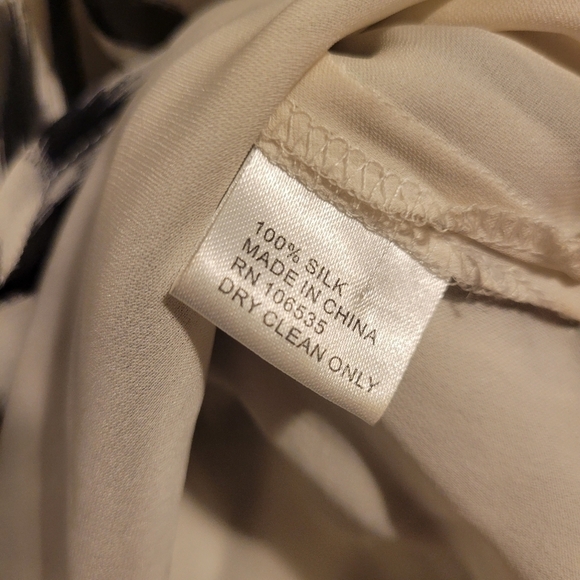 100% SILK
MADE IN CHINA
RN 106535
DRY CLEAN ONLY